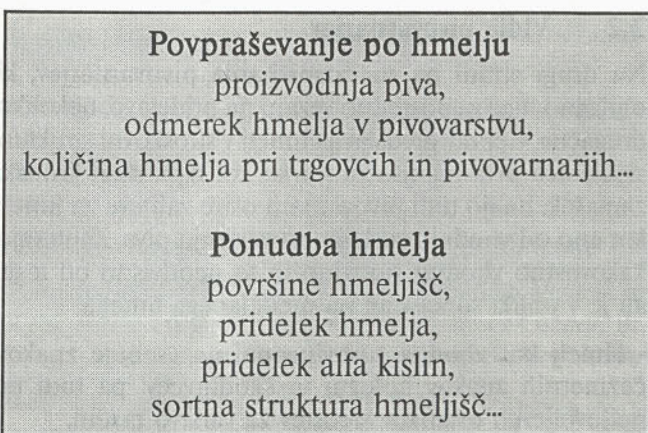 Povpraševanje po hmelju
proizvodnja piva,
odmerek hmelja v pivovarstvu,
količina hmelja pri trgovcih in pivovarnarjih...
Ponudba hmelja
površine hmeljišč,
pridelek hmelja,
pridelek alfa kislin,
sortna struktura hmeljišč...